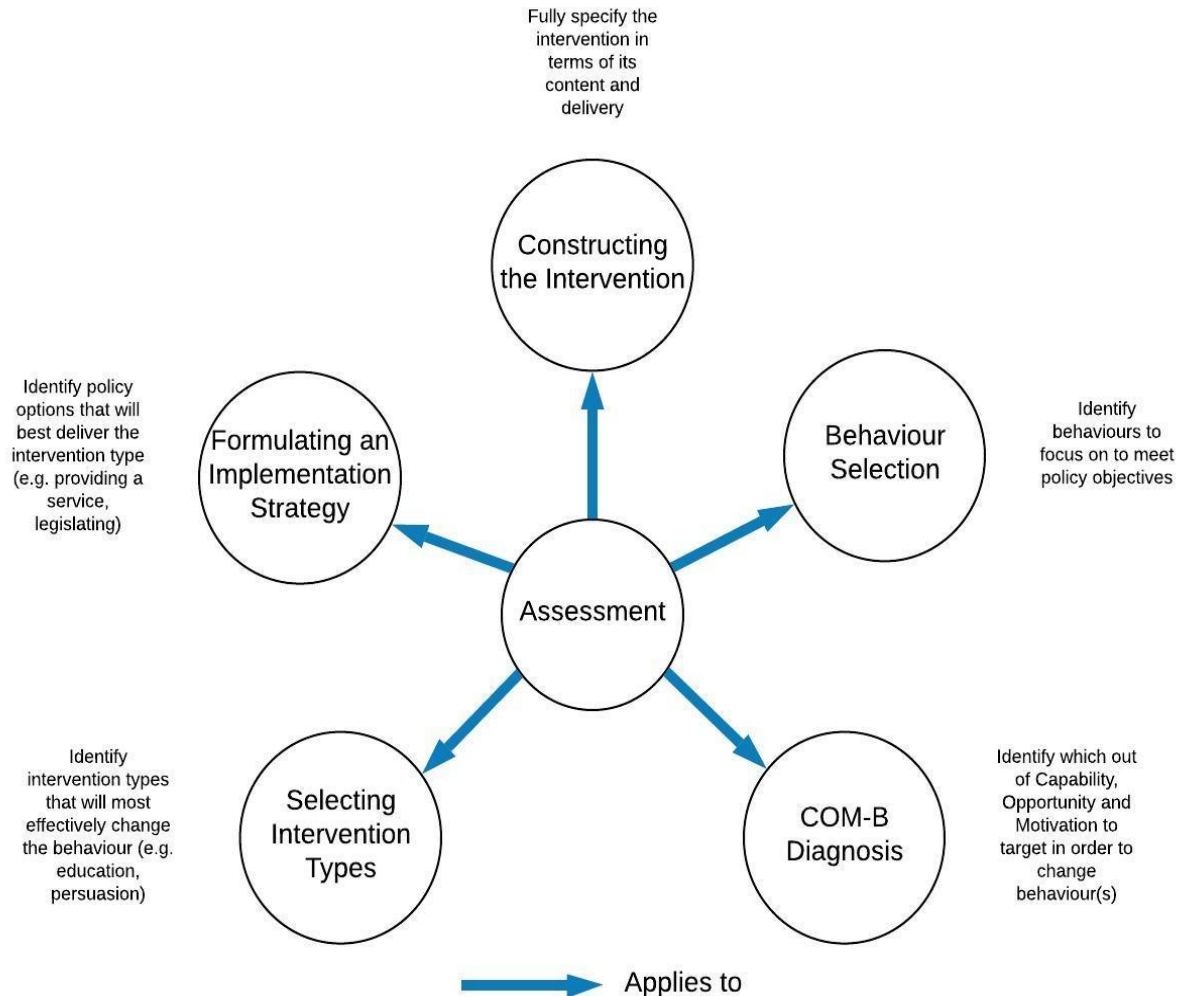 Fully specify the
intervention in
terms of its
content and
delivery
Constructing
the Intervention
Identify policy
options that will
best deliver the
intervention type
(e.g. providing a
service,
legislating)
Formulating an
Implementation
Strategy
Behaviour
Selection
Identify
behaviours to
focus on to meet
policy objectives
Assessment
Identify
intervention types
that will most
effectively change
the behaviour (e.g.
education,
persuasion)
Selecting
Intervention
Types
COM-B
Diagnosis
Identify which out
of Capability,
Opportunity and
Motivation to
target in order to
change
behaviour(s)
Applies to